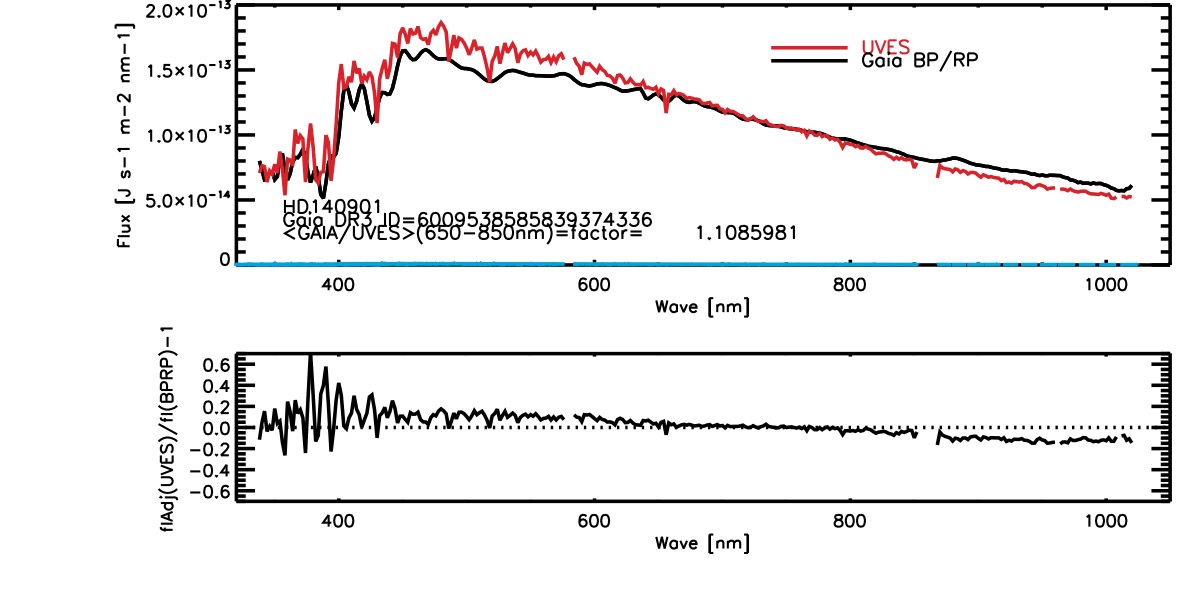 2.0×10−13
1.5×10−13
1.0×10−13
5.0×10−14
0
Flux [J s−1 m−2 nm−1]
UVES
Gaia BP/RP
HD140901
Gaia DR3 ID=6009538585839374336
<GAIA/UVES>(650−850nm)=factor= 1.1085981
400 600 800 1000
Wave [nm]
flAdj(UVES)/fl(BPRP)−1
0.6
0.4
0.2
0.0
−0.2
−0.4
−0.6
400 600 800 1000
Wave [nm]